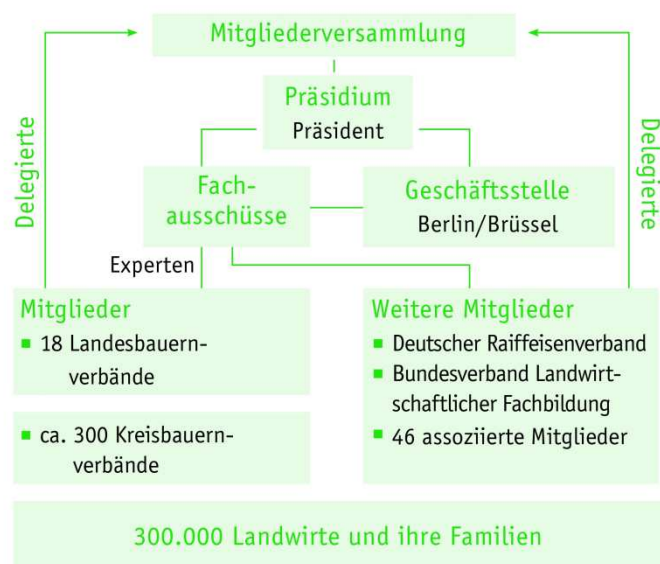 Mitgliederversammlung
Präsidium
Präsident
Delegierte
Delegierte
Fach-
ausschüsse
Geschäftsstelle
Berlin/Brüssel
Experten
Mitglieder
18 Landesbauern-
verbände
ca. 300 Kreisbauern-
verbände
Weitere Mitglieder
Deutscher Raiffeisenverband
Bundesverband Landwirt-
schaftlicher Fachbildung
46 assoziierte Mitglieder
300.000 Landwirte und ihre Familien